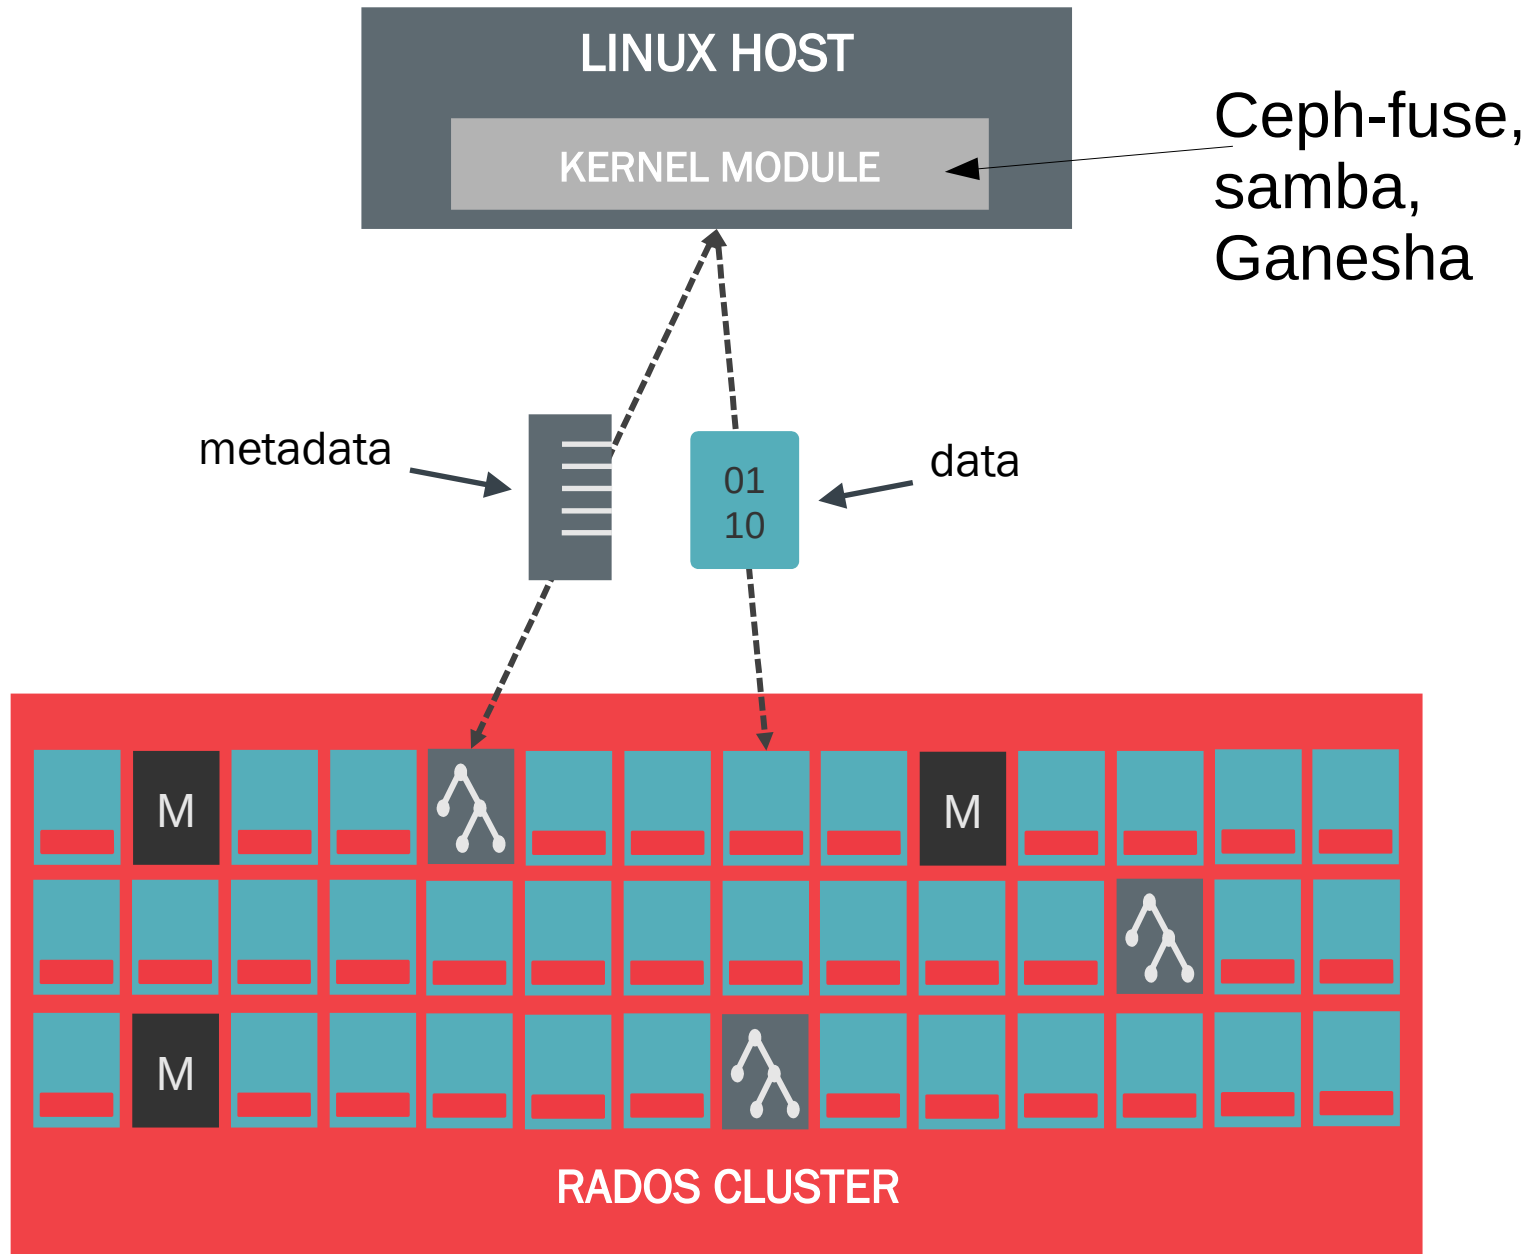 LINUX HOST
KERNEL MODULE
Ceph-fuse,
samba,
Ganesha
metadata
data
01
10
M
M
M
RADOS CLUSTER